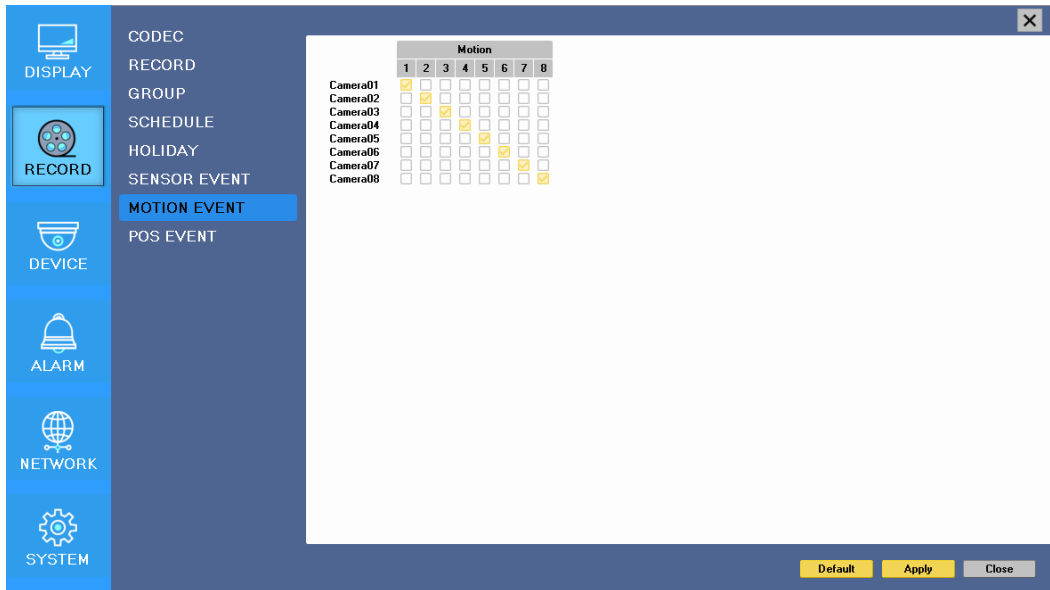 DISPLAY
RECORD
DEVICE
ALARM
NETWORK
SYSTEM
CODEC
RECORD
GROUP
SCHEDULE
HOLIDAY
SENSOR EVENT
MOTION EVENT
POS EVENT
Motion
1 2 3 4 5 6 7 8
Camera01
Camera02
Camera03
Camera04
Camera05
Camera06
Camera07
Camera08
Default Apply Close